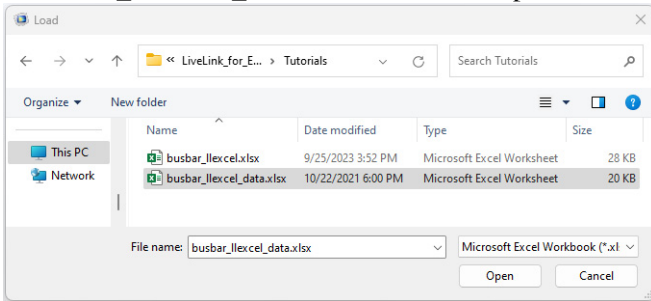 Load
« LiveLink_for_E... › Tutorials
Search Tutorials
Organize
New folder
Name
Date modified
Type
Size
This PC
busbar_llexcel.xlsx
9/25/2023 3:52 PM
Microsoft Excel Worksheet
28 KB
Network
busbar_llexcel_data.xlsx
10/22/2021 6:00 PM
Microsoft Excel Worksheet
20 KB
File name:
busbar_llexcel_data.xlsx
Microsoft Excel Workbook (*.xl
Open
Cancel